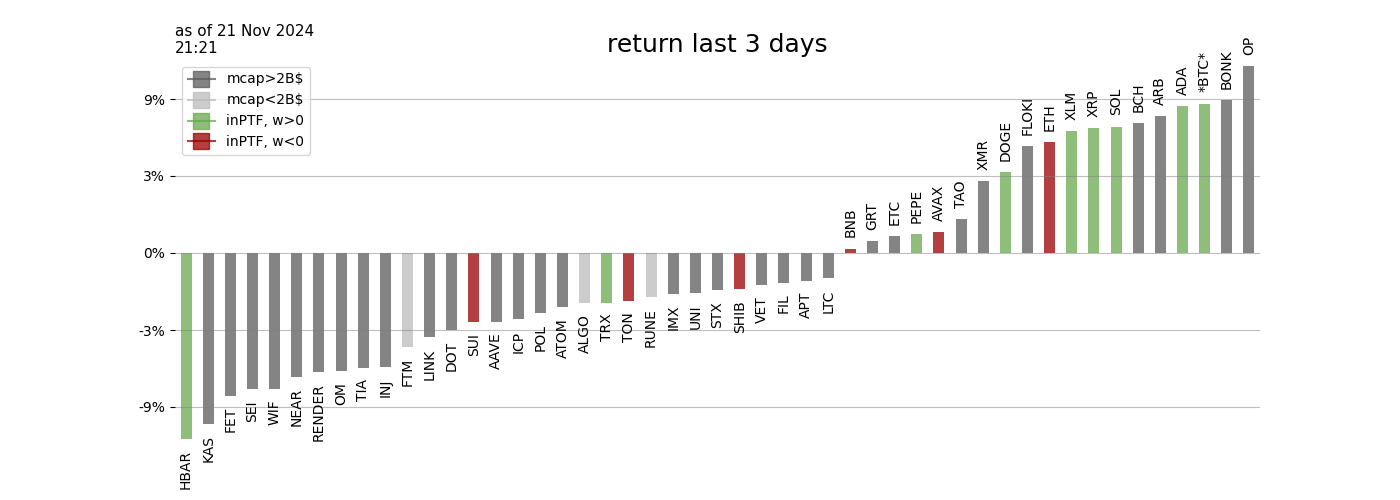 as of 21 Nov 2024
21:21
return last 3 days
mcap>2B$
mcap<2B$
inPTF, w>0
inPTF, w<0
9%
3%
0%
-3%
-9%
HBAR
KAS
FET
SEI
WIF
NEAR
RENDER
OM
TIA
INJ
FTM
LINK
DOT
SUI
AAVE
ICP
POL
ATOM
ALGO
TRX
TON
RUNE
IMX
UNI
STX
SHIB
VET
FIL
APT
LTC
BNB
GRT
ETC
PEPE
AVAX
TAO
XMR
DOGE
FLOKI
ETH
XLM
XRP
SOL
BCH
ARB
ADA
*BTC*
BONK
OP